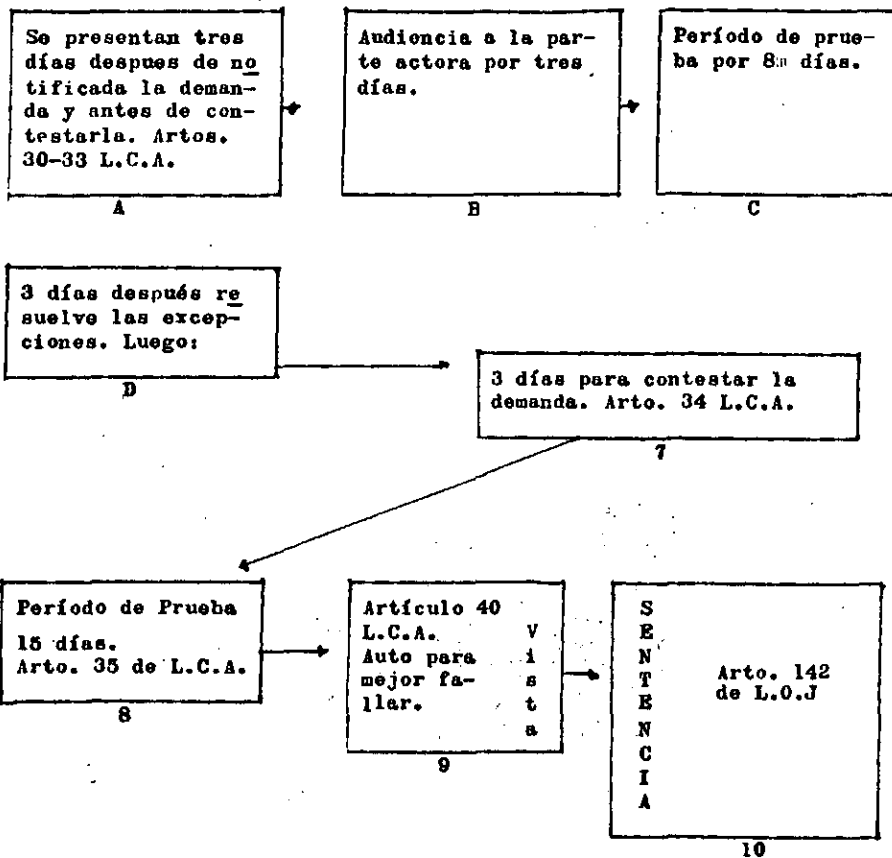 Se presentan tres
días despues de no
tificada la deman-
da y antes de con-
testarla. Artos.
30-33 L.C.A.
A
Audiencia a la par-
te actora por tres
días.
B
Período de prue-
ba por 8 días.
C
3 días después re
suelve las excep-
ciones. Luego:
D
3 días para contestar la
demanda. Arto. 34 L.C.A.
7
Período de Prueba
15 días.
Arto. 35 de L.C.A.
8
Artículo 40
L.C.A.
Auto para
mejor fa-
llar.
Vista
9
SENTENCIA
Arto. 142
de L.O.J
10